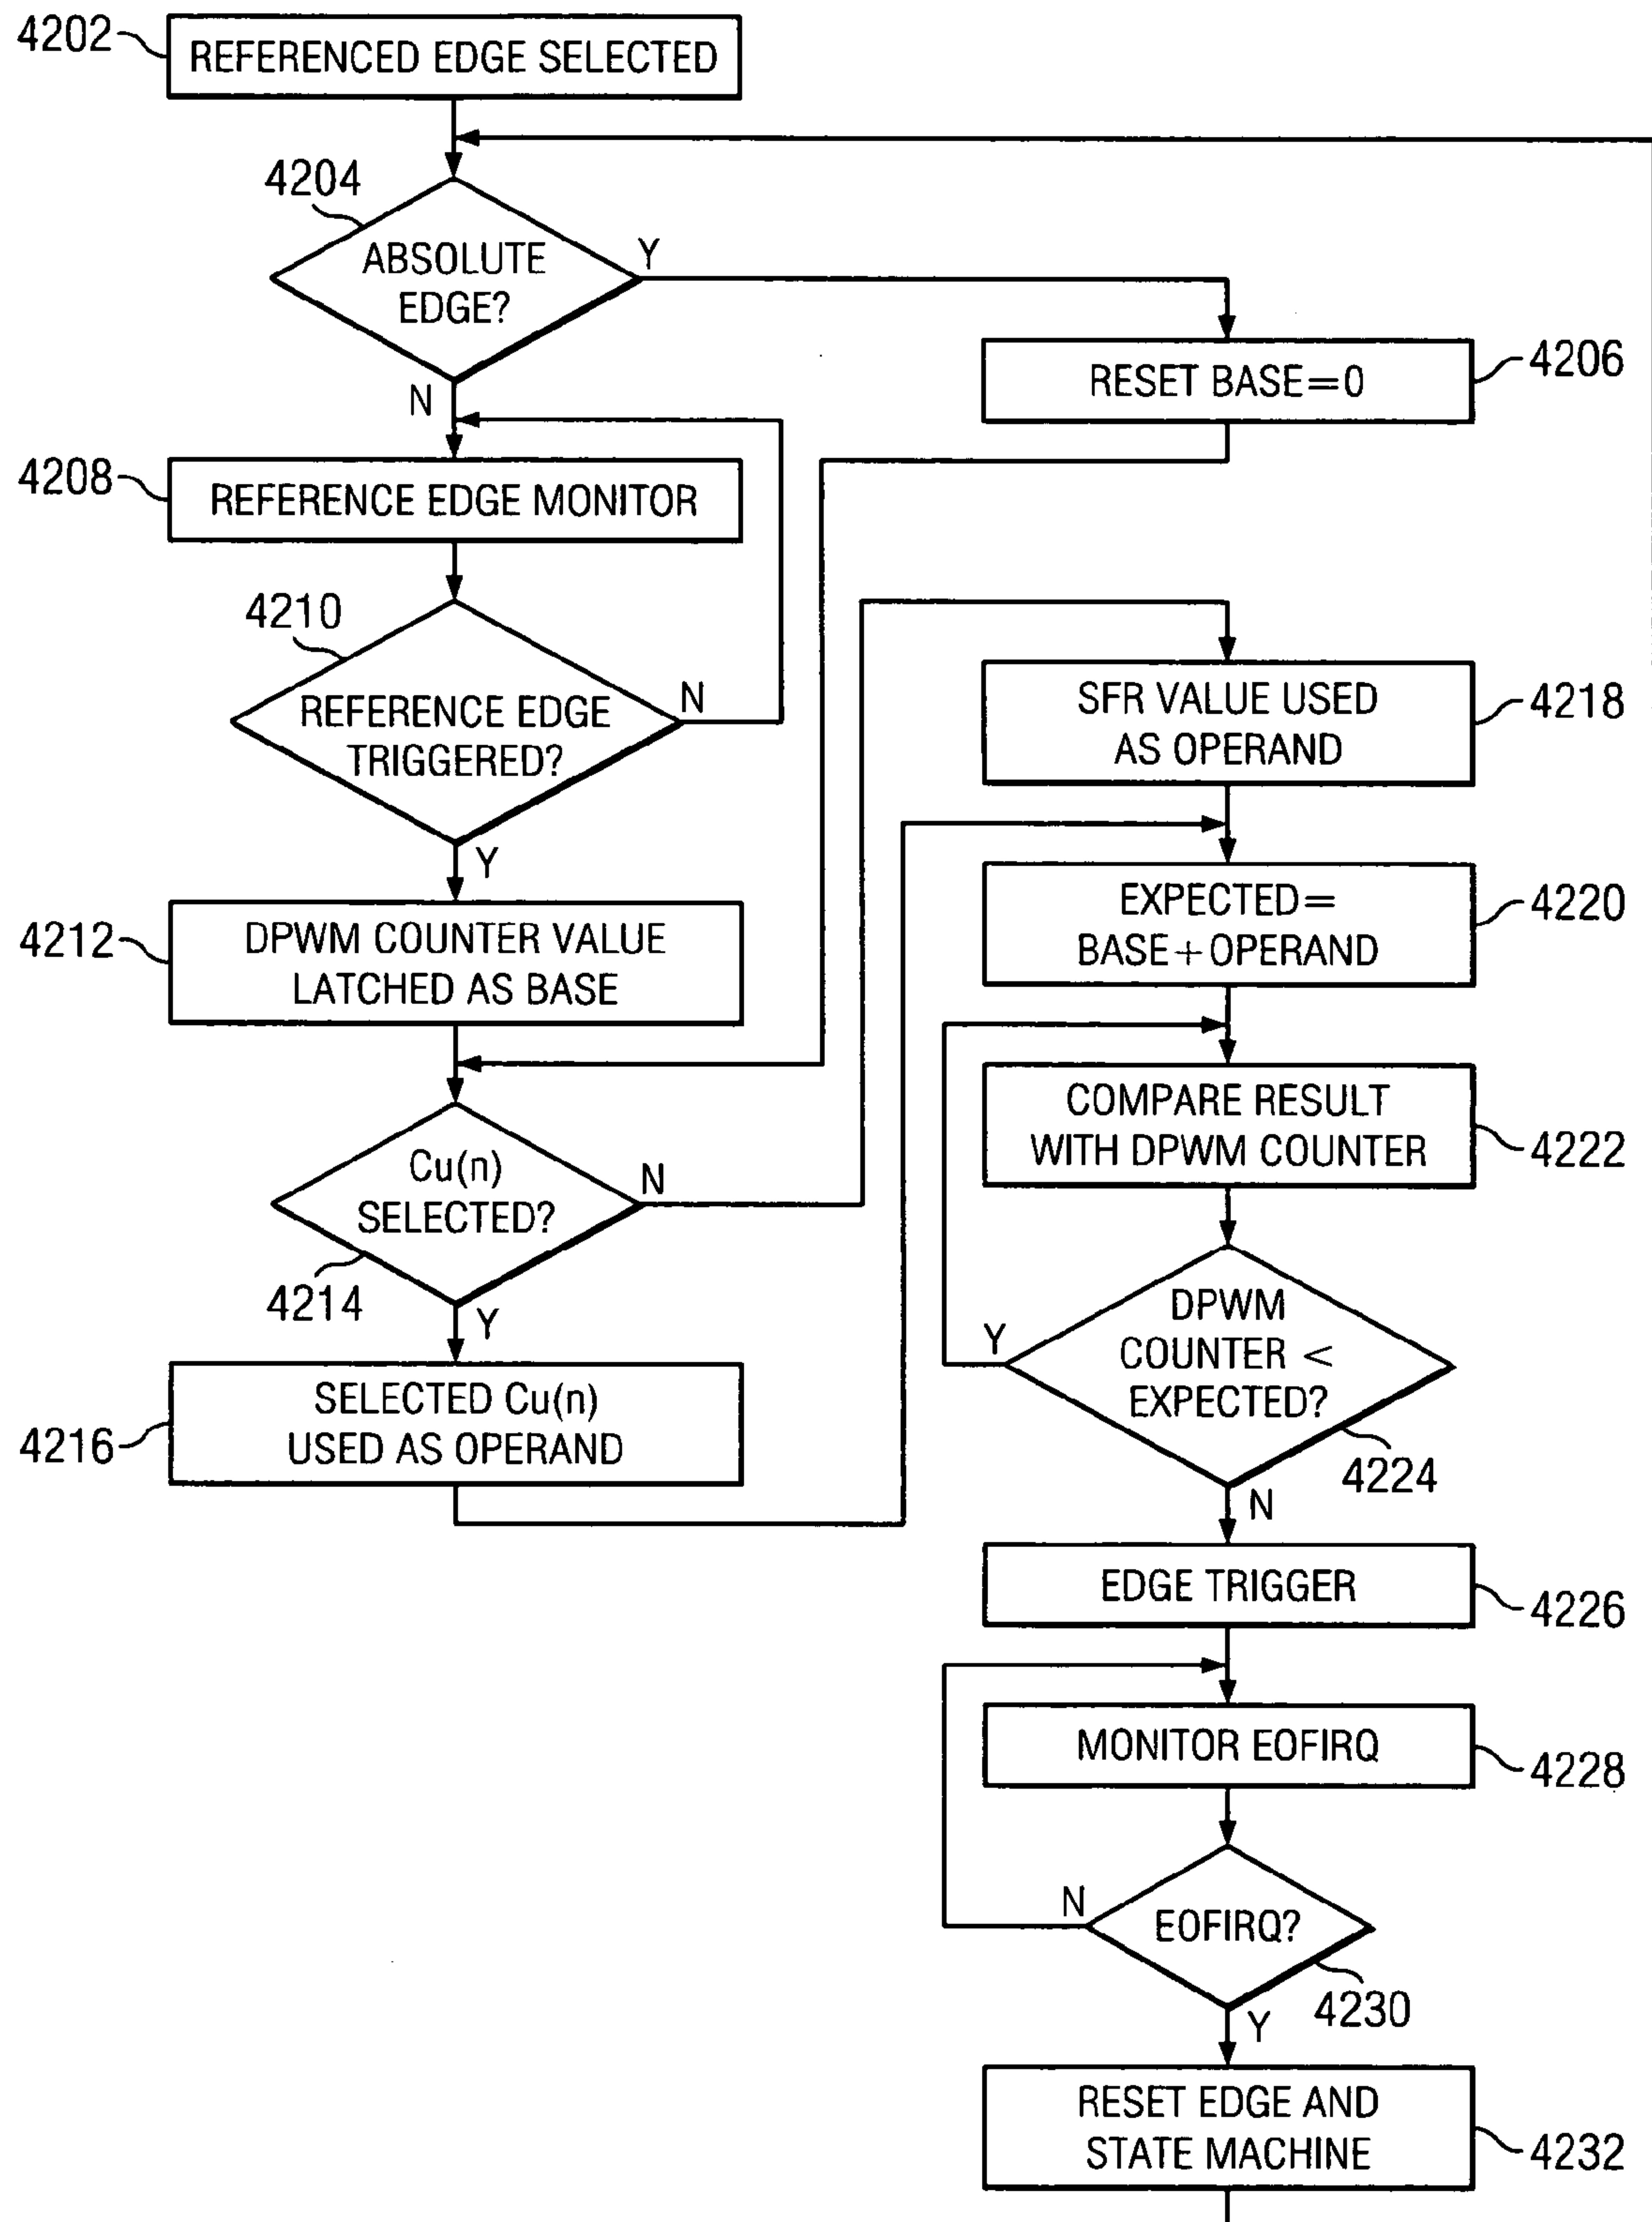 4202
REFERENCED EDGE SELECTED
4204
ABSOLUTE
EDGE?
Y
N
RESET BASE=0
4206
4208
REFERENCE EDGE MONITOR
4210
REFERENCE EDGE
TRIGGERED?
N
Y
4212
DPWM COUNTER VALUE
LATCHED AS BASE
Cu(n)
SELECTED?
N
4214
Y
4216
SELECTED Cu(n)
USED AS OPERAND
SFR VALUE USED
AS OPERAND
4218
EXPECTED=
BASE+OPERAND
4220
COMPARE RESULT
WITH DPWM COUNTER
4222
DPWM
COUNTER <
EXPECTED?
Y
4224
N
EDGE TRIGGER
4226
MONITOR EOFIRQ
4228
N
EOFIRQ?
4230
Y
RESET EDGE AND
STATE MACHINE
4232